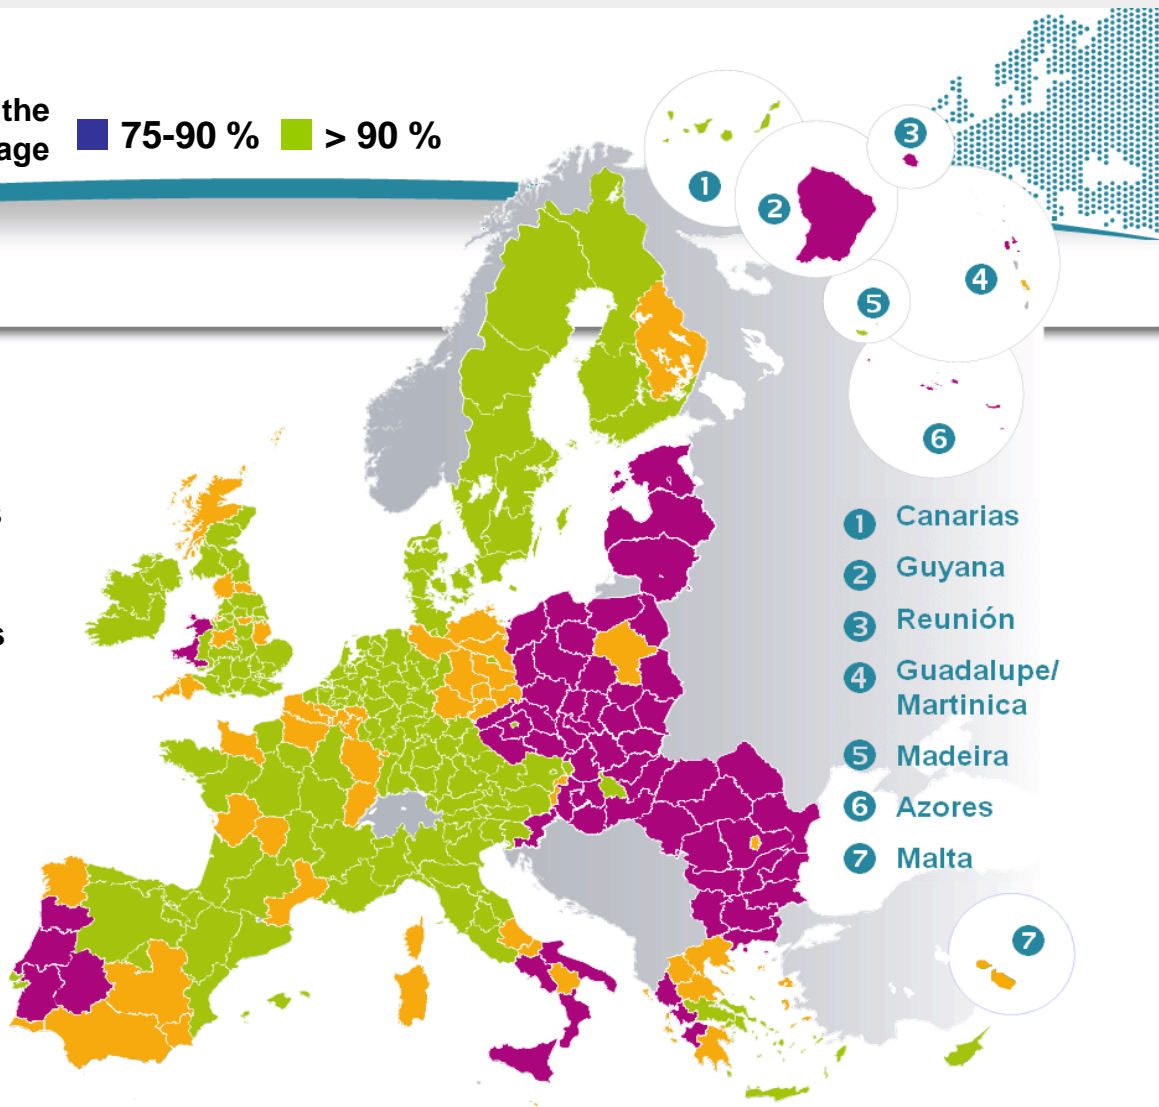 the
age
75-90 %
> 90 %
1
2
3
4
5
6
7
s
s
1 Canarias
2 Guyana
3 Reunión
4 Guadalupe/
Martinica
5 Madeira
6 Azores
7 Malta